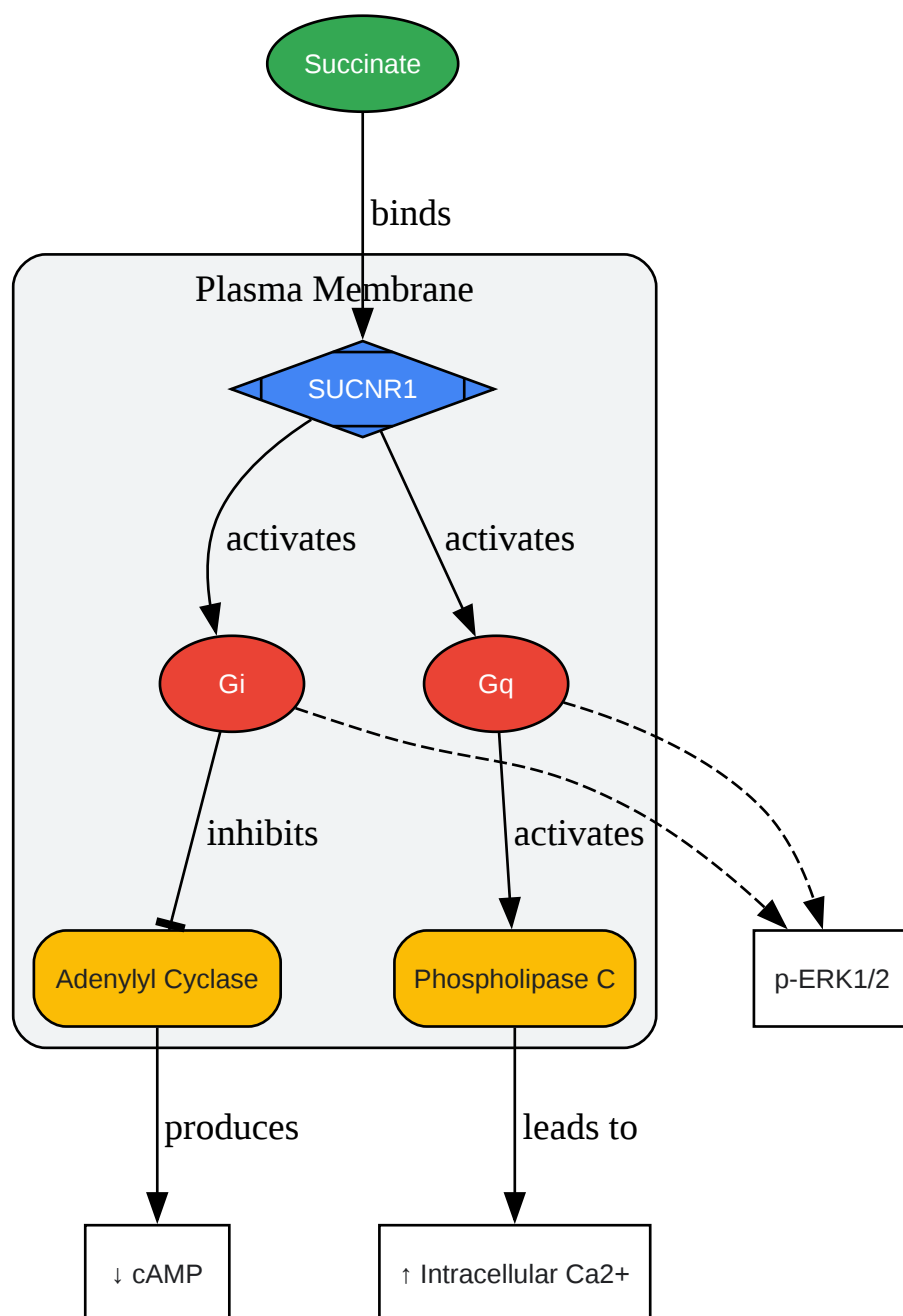 Succinate
binds
Plasma Membrane
SUCNR1
activates
activates
Gi
Gq
inhibits
activates
Adenylyl Cyclase
Phospholipase C
p-ERK1/2
produces
leads to
↓ cAMP
↑ Intracellular Ca2+